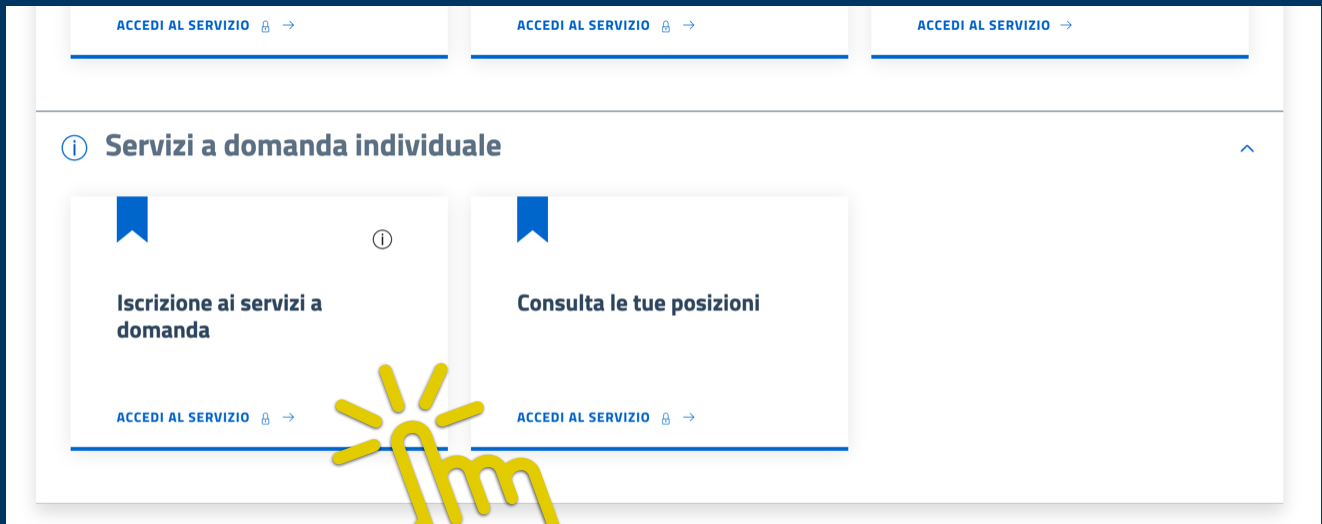 ACCEDI AL SERVIZIO
ACCEDI AL SERVIZIO
ACCEDI AL SERVIZIO
Servizi a domanda individuale
Iscrizione ai servizi a
domanda
ACCEDI AL SERVIZIO
Consulta le tue posizioni
ACCEDI AL SERVIZIO